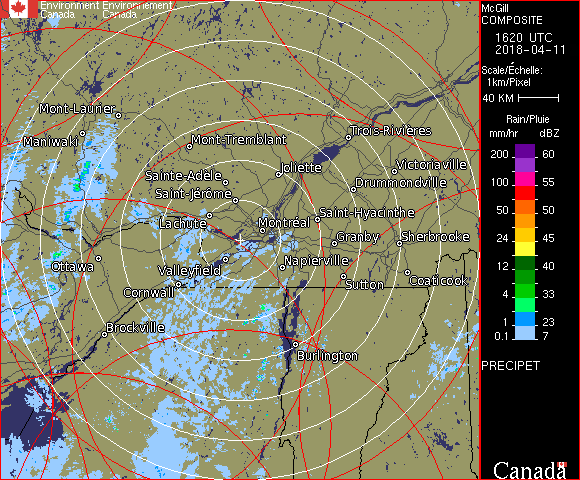 Environment Environnement
Canada Canada
McGill
COMPOSITE
1620 UTC
2018-04-11
Scale/Échelle:
1km/Pixel
40 KM
Rain/Pluie
mm/hr dBZ
200 60
100 55
50 50
24 45
12 40
4 33
1 23
0.1 7
PRECIPET
Canada
Mont-Laurier
Maniwaki
Mont-Tremblant
Trois-Rivières
Joliette
Victoriaville
Sainte-Adèle
Drummondville
Saint-Jérôme
Lachute
Saint-Hyacinthe
Montréal
Granby
Sherbrooke
Ottawa
Valleyfield
Napierville
Cornwall
Sutton
Coaticook
Brockville
Burlington